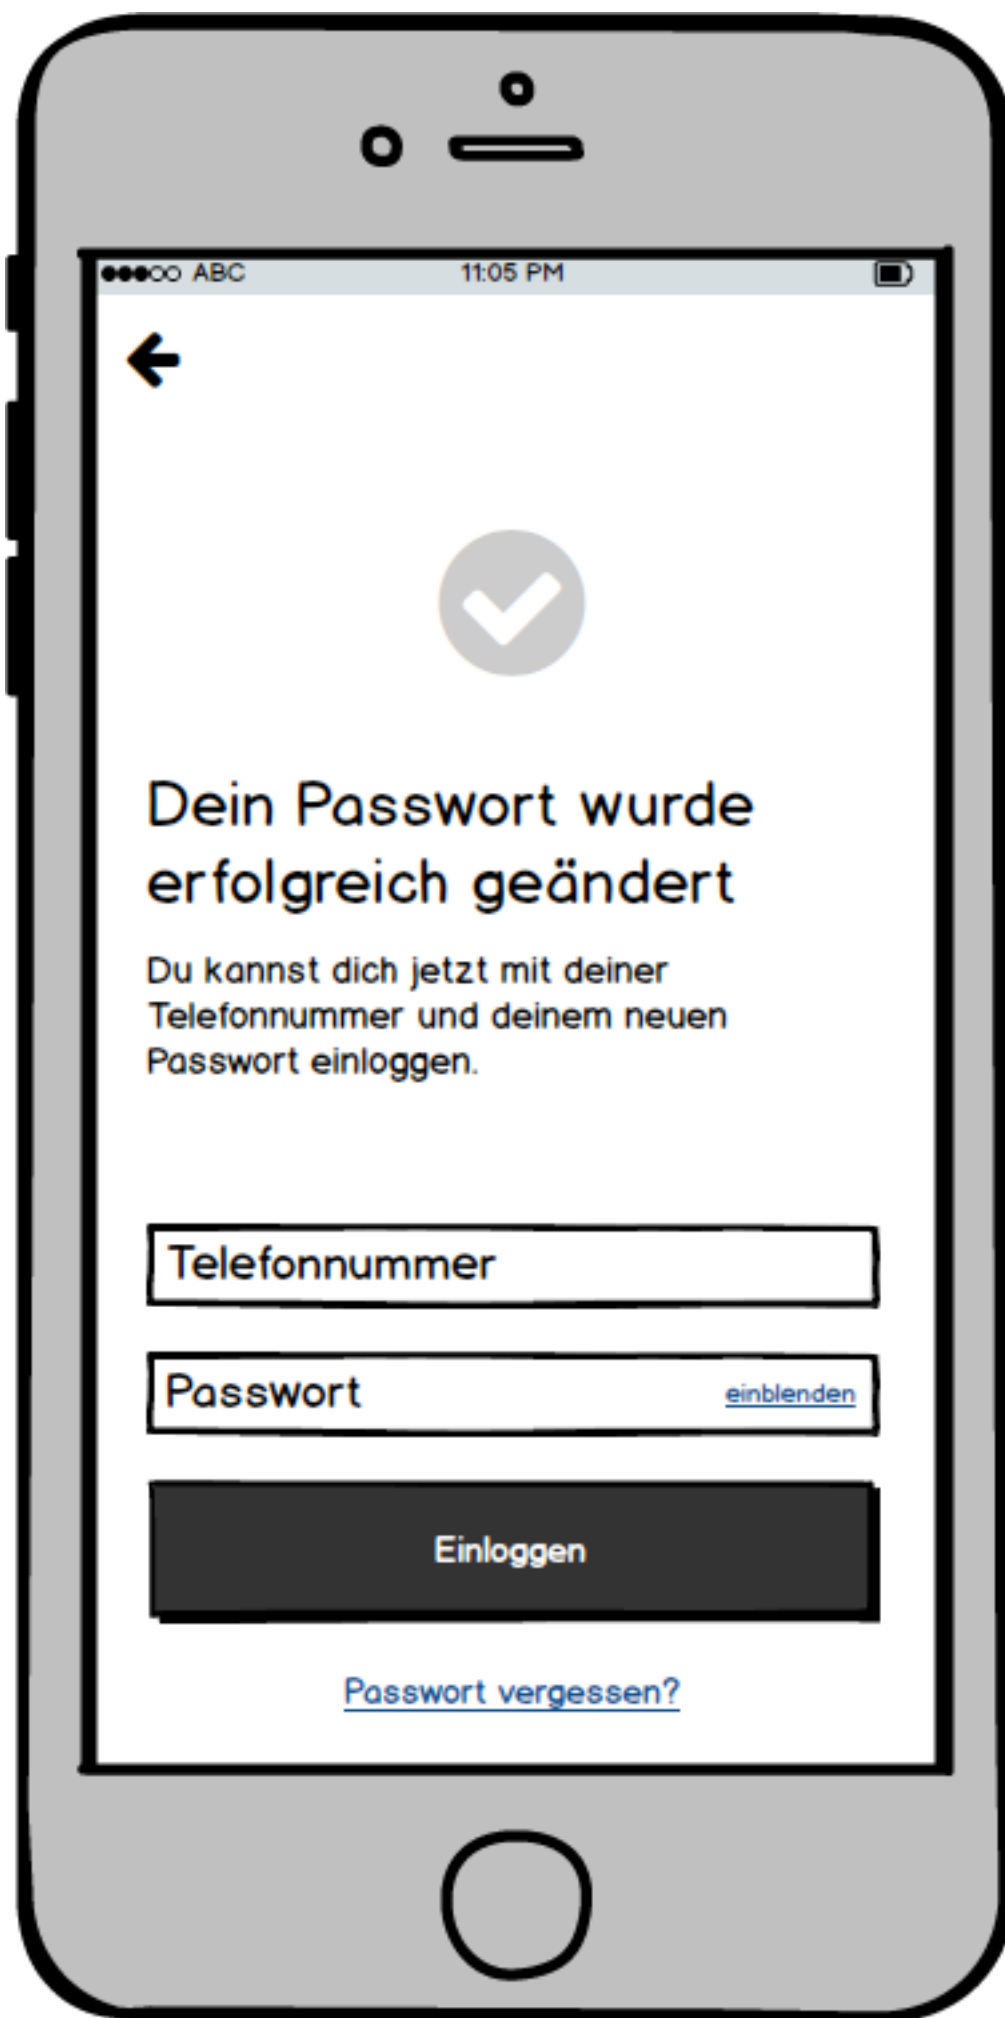 ABC 11:05 PM
Dein Passwort wurde
erfolgreich geändert
Du kannst dich jetzt mit deiner
Telefonnummer und deinem neuen
Passwort einloggen.
Telefonnummer
Passwort einblenden
Einloggen
Passwort vergessen?